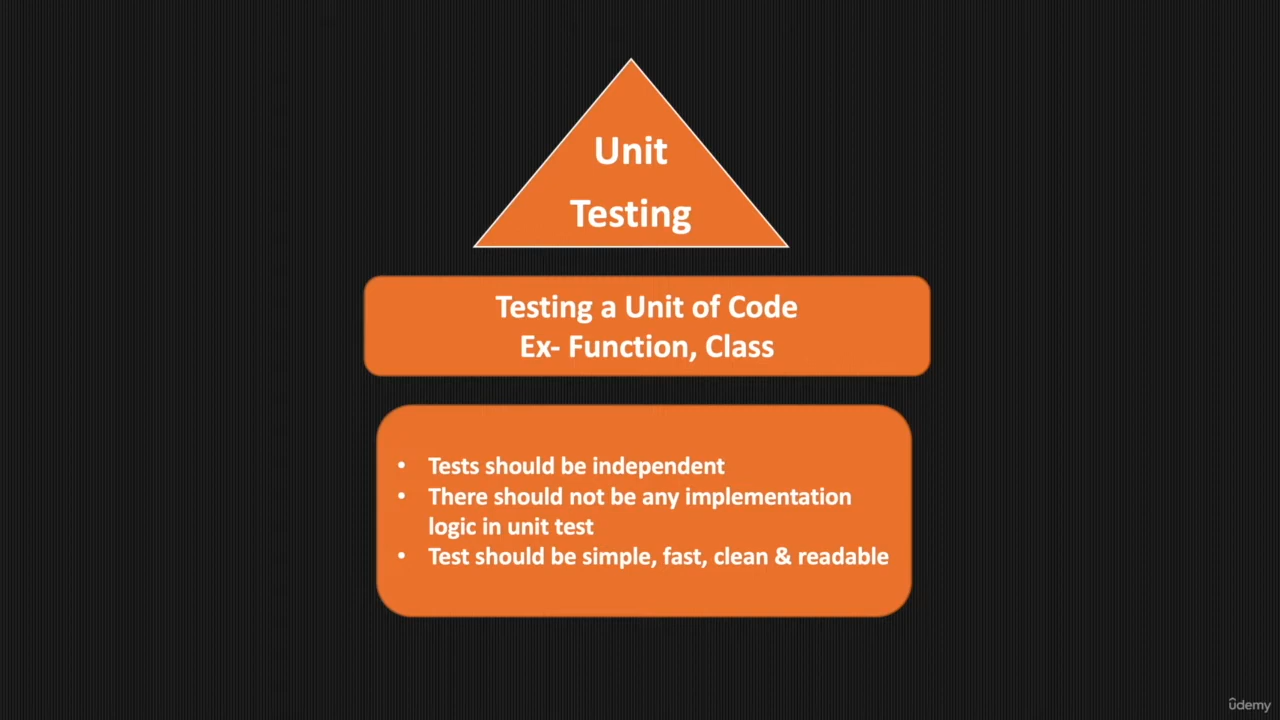 Unit
Testing
Testing a Unit of Code
Ex- Function, Class
• Tests should be independent
• There should not be any implementation
logic in unit test
• Test should be simple, fast, clean & readable
ûdemy